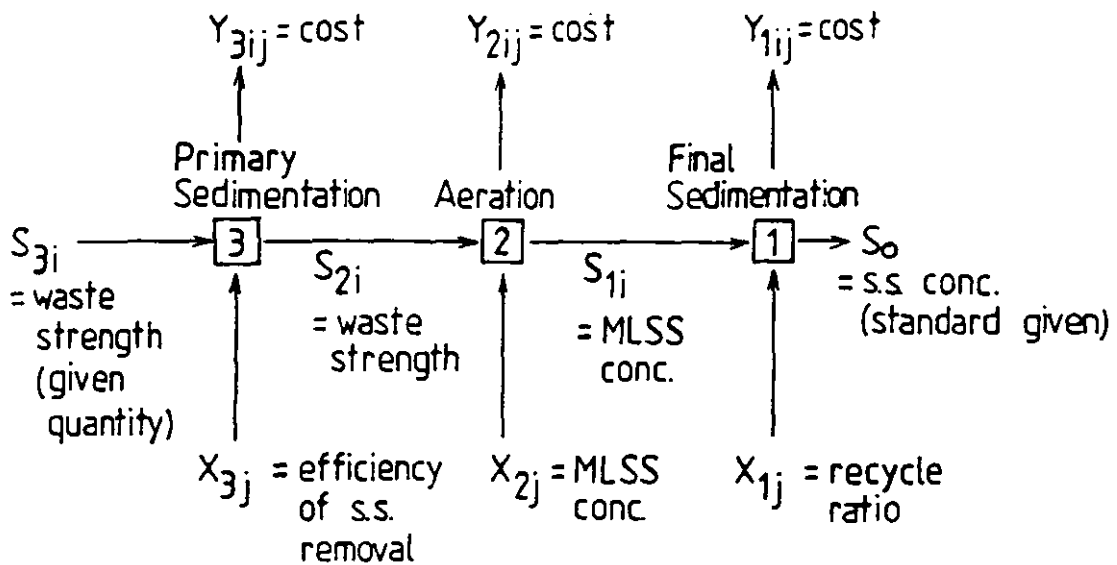 Y3ij = cost
Y2ij = cost
Y1ij = cost
Primary
Sedimentation
Aeration
Final
Sedimentation
3
2
1
S3i
= waste
strength
(given
quantity)
S2i
= waste
strength
S1i
= MLSS
conc.
So
= s.s. conc.
(standard given)
X3j = efficiency
of s.s.
removal
X2j = MLSS
conc
X1j = recycle
ratio